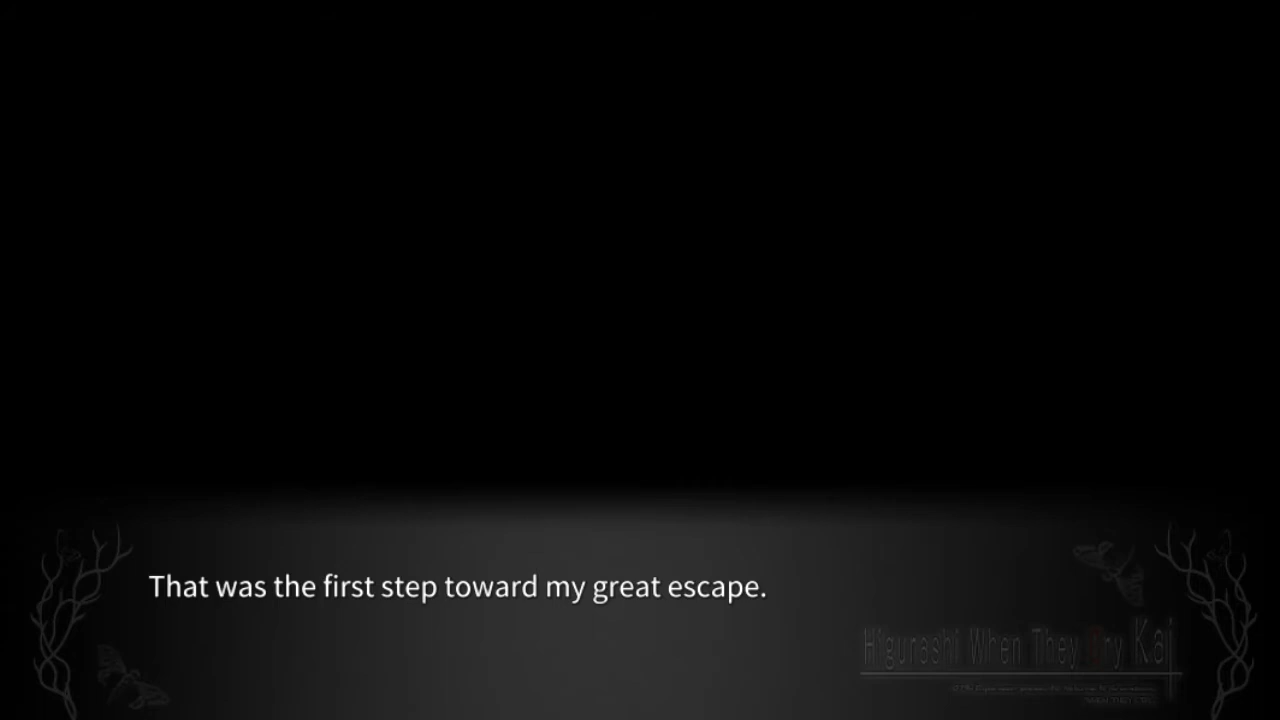 That was the first step toward my great escape.
Higurashi When They Cry Kai